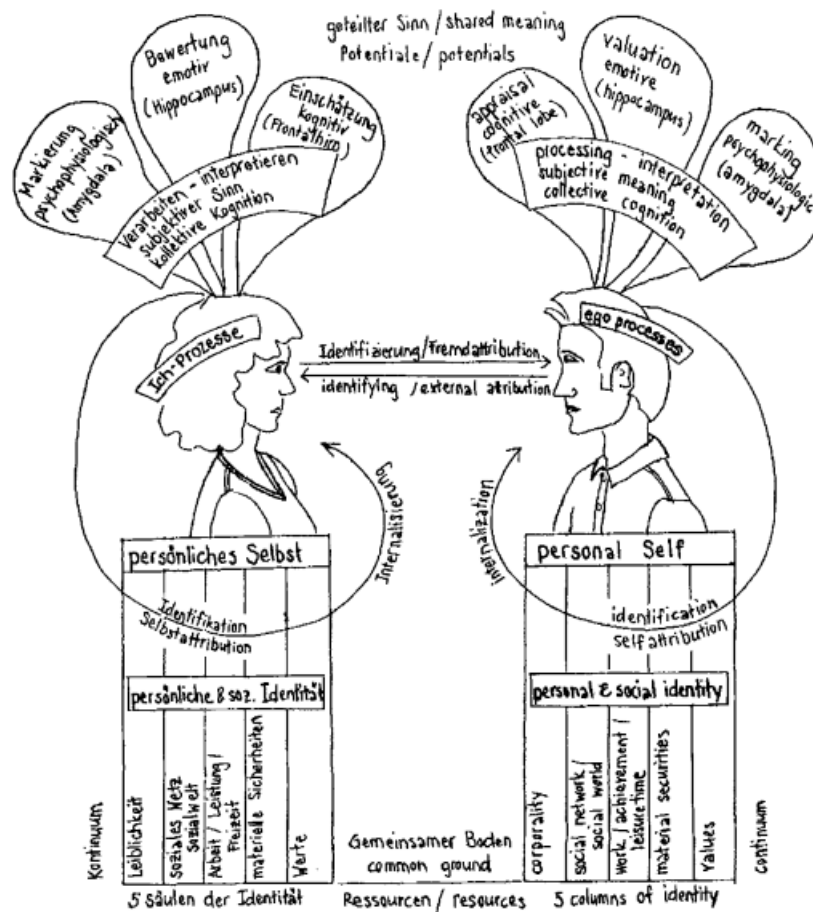 geteilter Sinn / shared meaning
Potentiale / potentials
Markierung
psychophysiologisch
(Amygdala)
Bewertung
emotiv
(Hippocampus)
Einschätzung
kognitiv
(Frontalhirn)
Verarbeiten - interpretieren
subjektiver Sinn
kollektive Kognition
appraisal
cognitive
(frontal lobe)
valuation
emotive
(hippocampus)
marking
psychophysiologic
(amygdala)
processing - interpretation
subjective meaning
collective cognition
Ich-Prozesse
ego processes
Identifizierung/Fremdattribution
identifying / external attribution
Internalisierung
internalization
persönliches Selbst
personal Self
Identifikation
Selbstattribution
identification
Self attribution
persönliche & soz. Identität
personal & social identity
Kontinuum
Leiblichkeit
soziales Netz
Sozialwelt
Arbeit / Leistung /
Freizeit
materielle Sicherheiten
Werte
Gemeinsamer Boden
common ground
corporality
social network /
social world
work / achievement /
leisure time
material securities
Values
continuum
5 Säulen der Identität
Ressourcen / resources
5 columns of identity